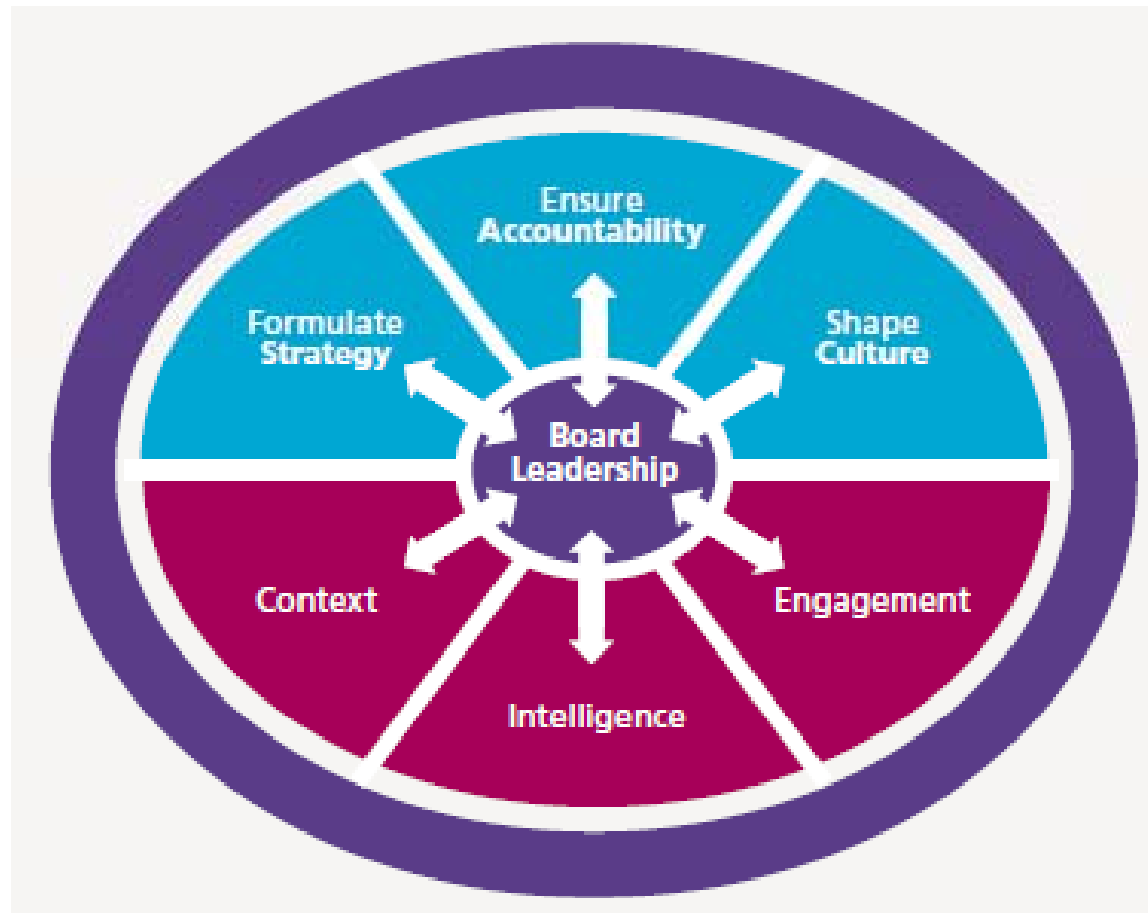 Ensure
Accountability
Formulate
Strategy
Shape
Culture
Board
Leadership
Context
Engagement
Intelligence